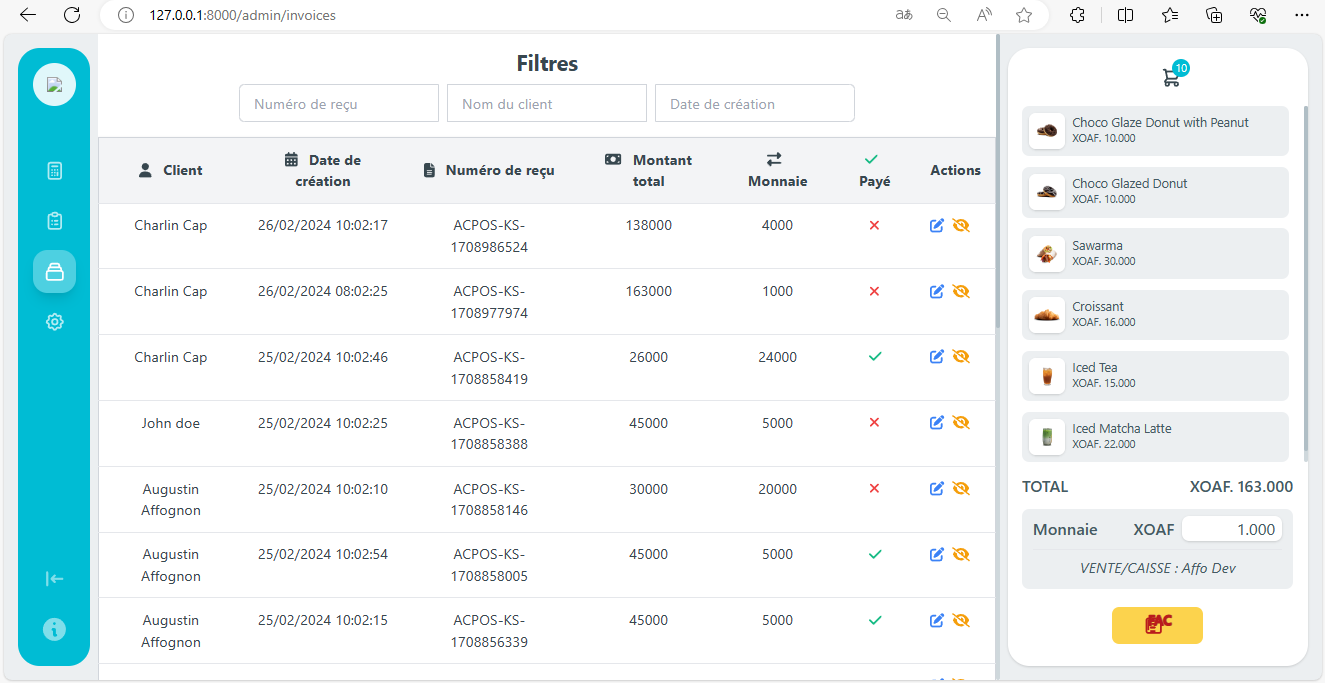 127.0.0.1:8000/admin/invoices
Filtres
Numéro de reçu
Nom du client
Date de création
Client
Date de
création
Numéro de reçu
Montant
total
Monnaie
Payé
Actions
Charlin Cap 26/02/2024 10:02:17 ACPOS-KS- 138000 4000
1708986524
Charlin Cap 26/02/2024 08:02:25 ACPOS-KS- 163000 1000
1708977974
Charlin Cap 25/02/2024 10:02:46 ACPOS-KS- 26000 24000
1708858419
John doe 25/02/2024 10:02:25 ACPOS-KS- 45000 5000
1708858388
Augustin 25/02/2024 10:02:10 ACPOS-KS- 30000 20000
Affognon 1708858146
Augustin 25/02/2024 10:02:54 ACPOS-KS- 45000 5000
Affognon 1708858005
Augustin 25/02/2024 10:02:15 ACPOS-KS- 45000 5000
Affognon 1708856339
10
Choco Glaze Donut with Peanut
XOAF. 10.000
Choco Glazed Donut
XOAF. 10.000
Sawarma
XOAF. 30.000
Croissant
XOAF. 16.000
Iced Tea
XOAF. 15.000
Iced Matcha Latte
XOAF. 22.000
TOTAL XOAF. 163.000
Monnaie XOAF 1.000
VENTE/CAISSE : Affo Dev
FAC